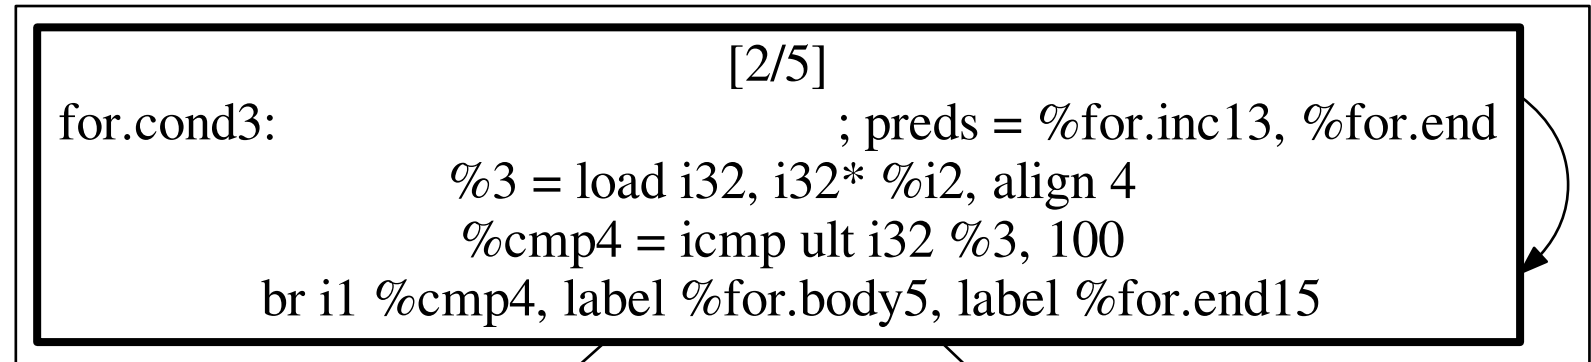 [2/5]
for.cond3: ; preds = %for.inc13, %for.end
%3 = load i32, i32* %i2, align 4
%cmp4 = icmp ult i32 %3, 100
br i1 %cmp4, label %for.body5, label %for.end15